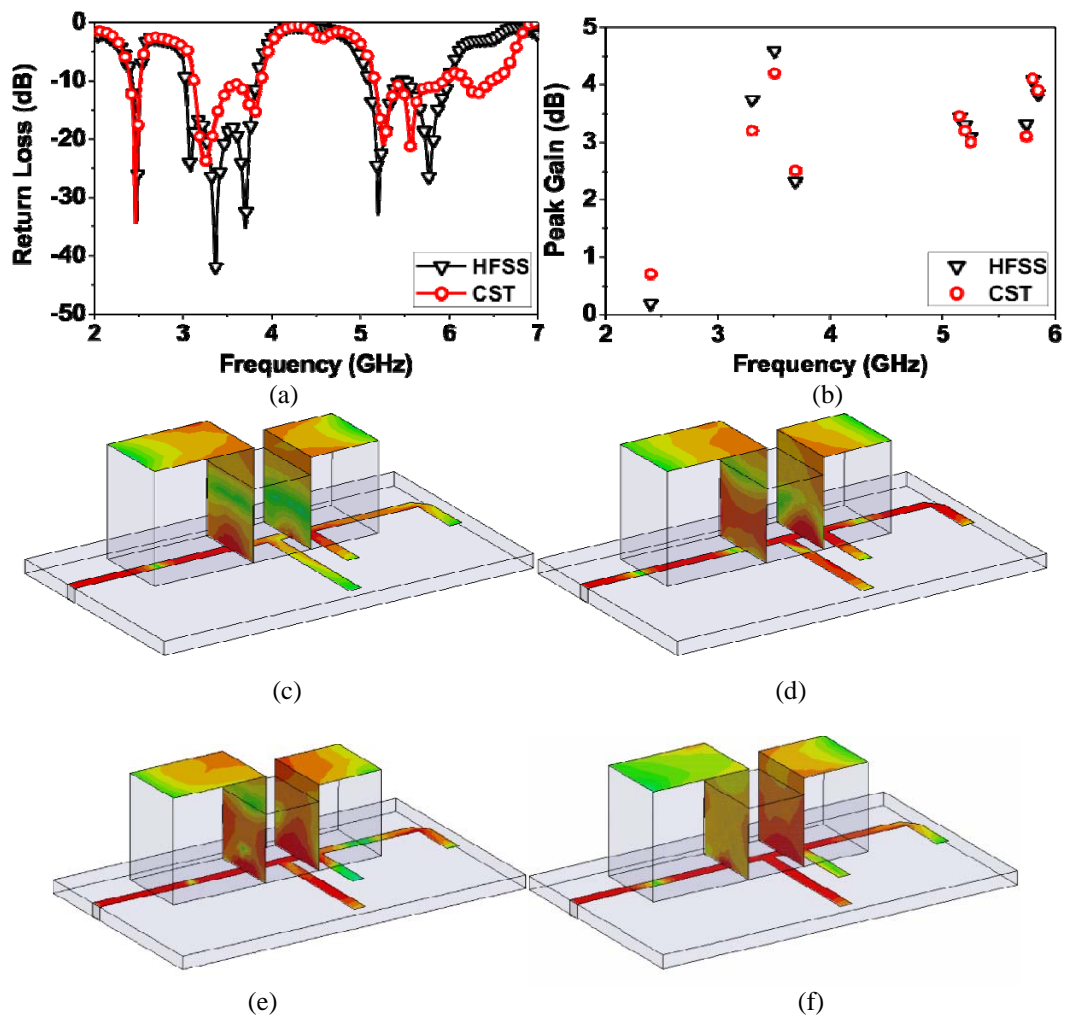 0
-10
-20
-30
-40
-50
Return Loss (dB)
HFSS
CST
2 3 4 5 6 7
Frequency (GHz)
(a)
5
4
3
2
1
0
Peak Gain (dB)
HFSS
CST
2 3 4 5 6
Frequency (GHz)
(b)
(c)
(d)
(e)
(f)